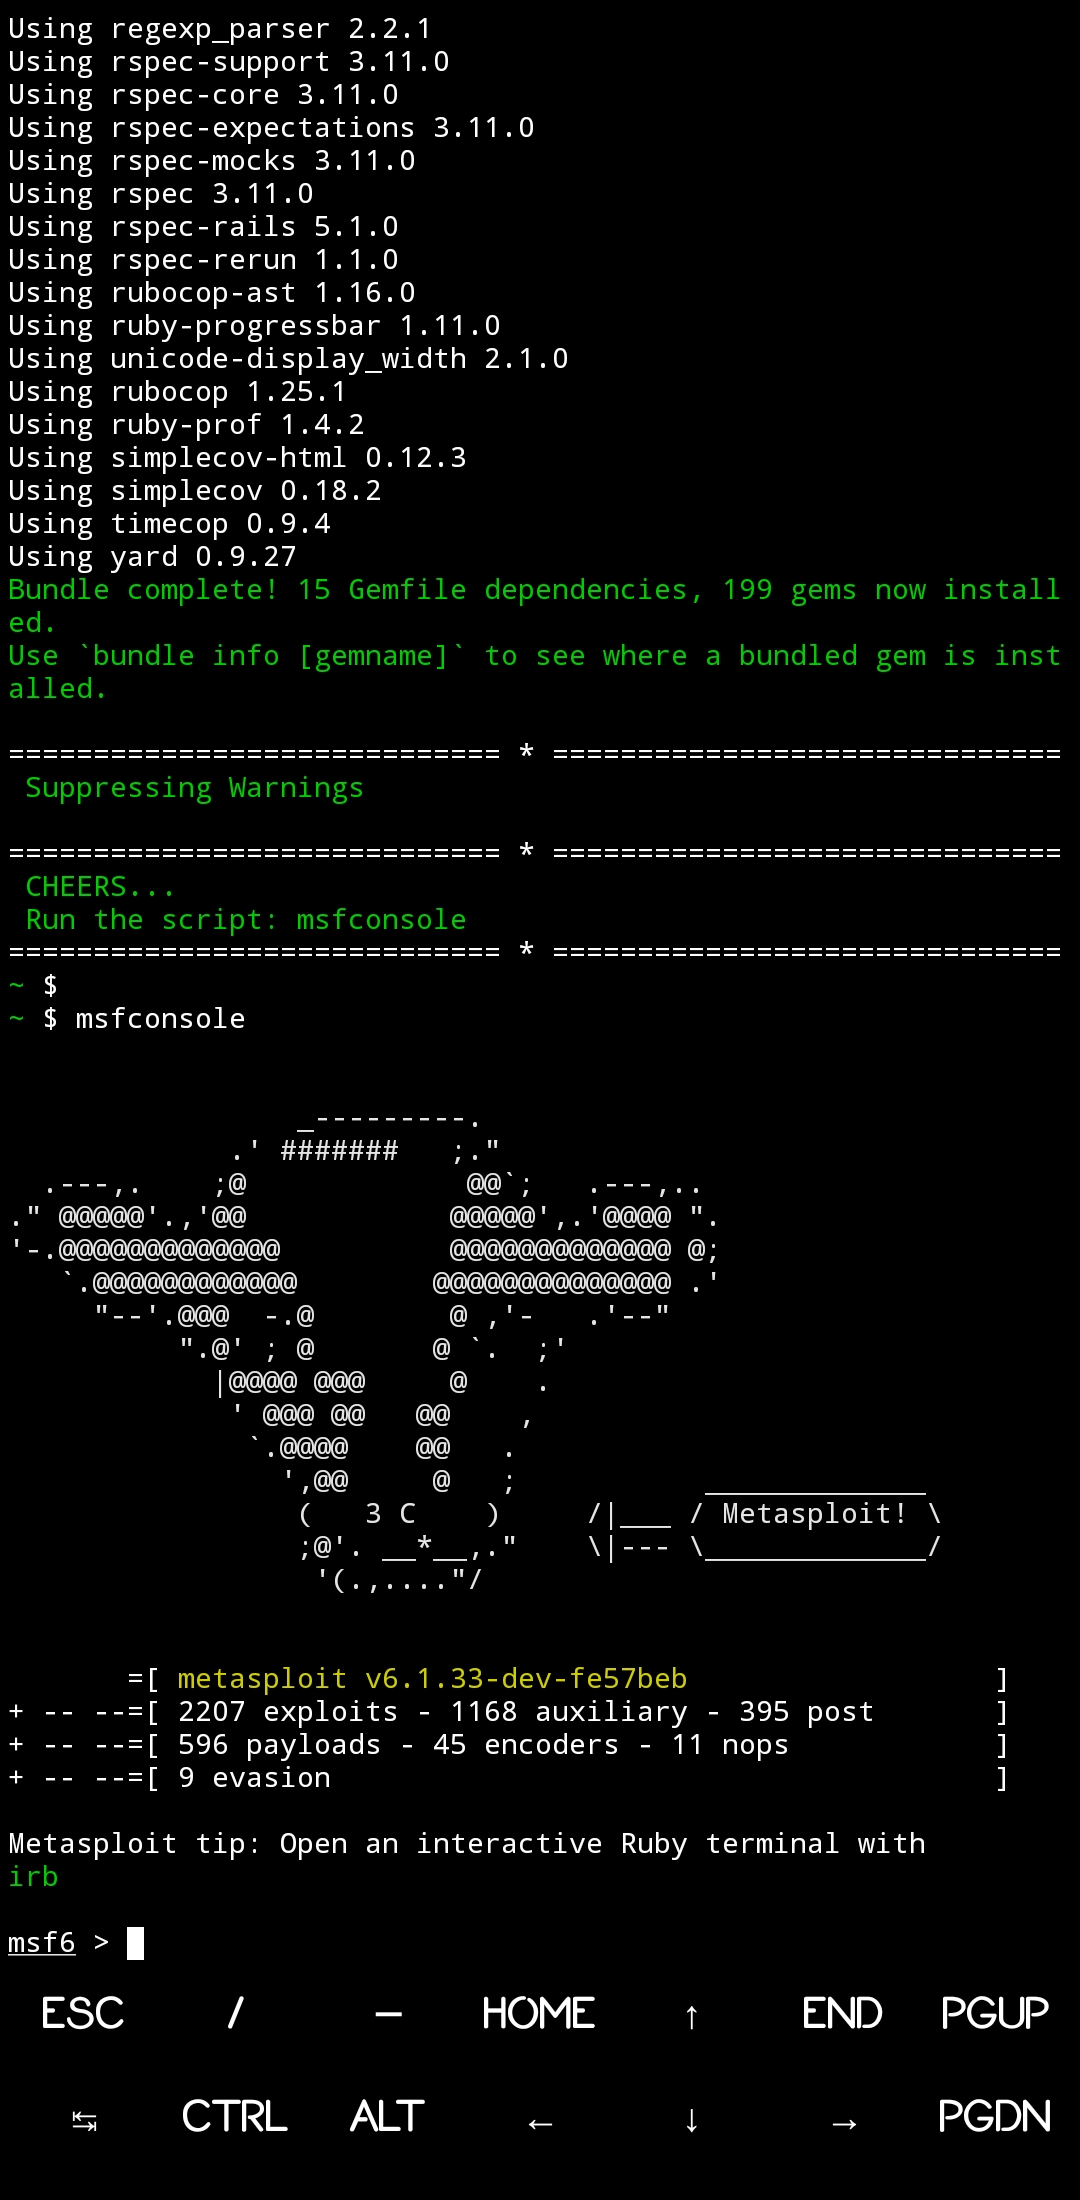 Using regexp_parser 2.2.1
Using rspec-support 3.11.0
Using rspec-core 3.11.0
Using rspec-expectations 3.11.0
Using rspec-mocks 3.11.0
Using rspec 3.11.0
Using rspec-rails 5.1.0
Using rspec-rerun 1.1.0
Using rubocop-ast 1.16.0
Using ruby-progressbar 1.11.0
Using unicode-display_width 2.1.0
Using rubocop 1.25.1
Using ruby-prof 1.4.2
Using simplecov-html 0.12.3
Using simplecov 0.18.2
Using timecop 0.9.4
Using yard 0.9.27
Bundle complete! 15 Gemfile dependencies, 199 gems now install
ed.
Use `bundle info [gemname]` to see where a bundled gem is inst
alled.

============================= * ==============================
 Suppressing Warnings

============================= * ==============================
 CHEERS...
 Run the script: msfconsole
============================= * ==============================
~ $
~ $ msfconsole

                 _---------.
             .' #######   ;."
  .---,.    ;@             @@`;   .---,..
." @@@@@'.,'@@            @@@@@',.'@@@@ ".
'-.@@@@@@@@@@@@@          @@@@@@@@@@@@@ @;
   `.@@@@@@@@@@@@        @@@@@@@@@@@@@@ .'
     "--'.@@@  -.@        @ ,'-   .'--"
          ".@' ; @       @ `.  ;'
            |@@@@ @@@     @    .
             ' @@@ @@   @@    ,
              `.@@@@    @@   .
                ',@@     @   ;           _____________
                 (   3 C    )     /|___ / Metasploit! \
                 ;@'. __*__,."    \|--- \_____________/
                  '(.,...."/

       =[ metasploit v6.1.33-dev-fe57beb                  ]
+ -- --=[ 2207 exploits - 1168 auxiliary - 395 post       ]
+ -- --=[ 596 payloads - 45 encoders - 11 nops            ]
+ -- --=[ 9 evasion                                       ]

Metasploit tip: Open an interactive Ruby terminal with
irb

msf6 >
ESC / – HOME ↑ END PGUP
↹ CTRL ALT ← ↓ → PGDN